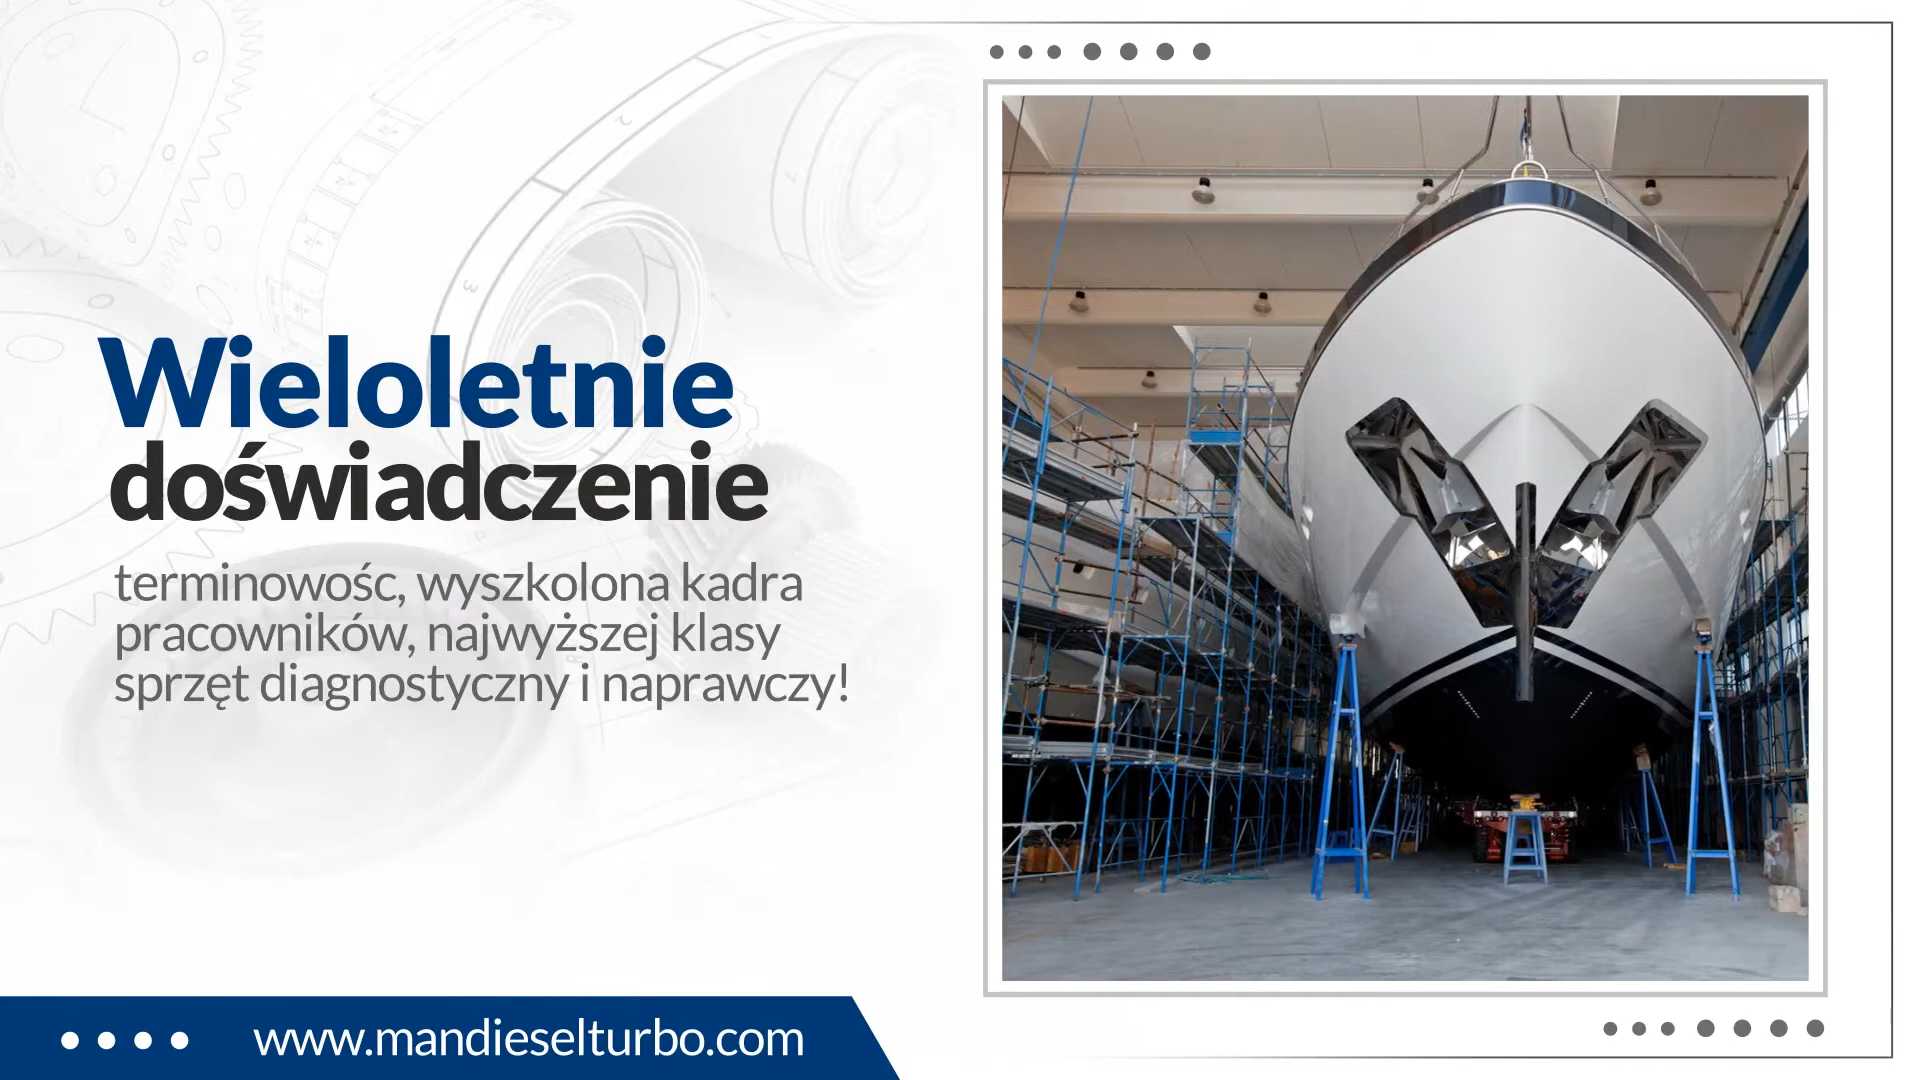 Wieloletnie
doświadczenie
terminowośc, wyszkolona kadra
pracowników, najwyższej klasy
sprzęt diagnostyczny i naprawczy!
www.mandieselturbo.com